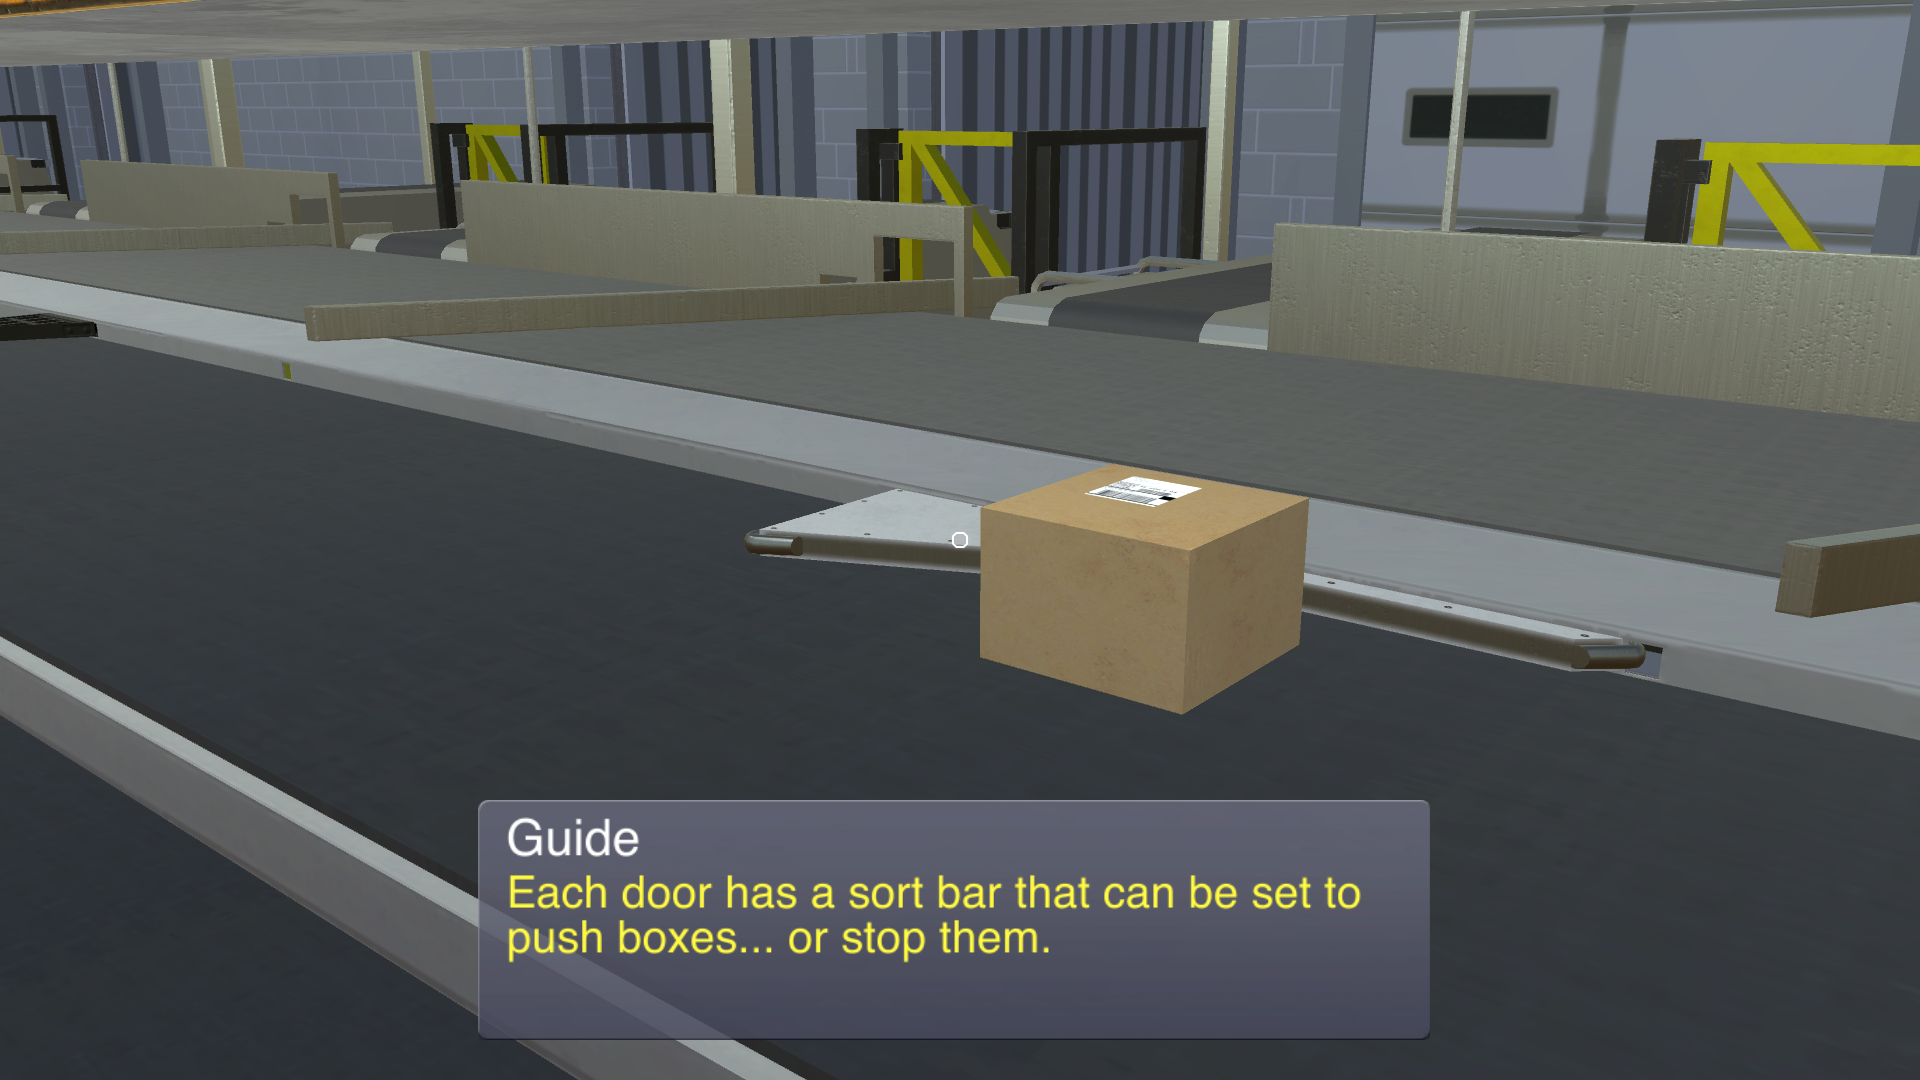 Guide
Each door has a sort bar that can be set to
push boxes... or stop them.